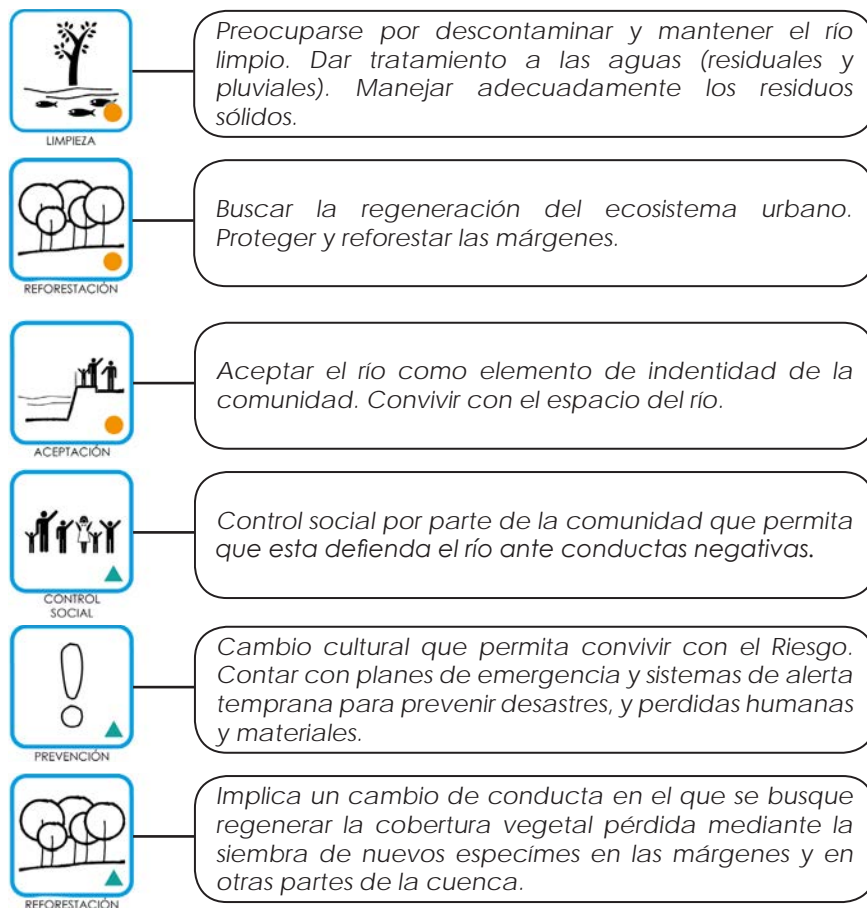 Preocuparse por descontaminar y mantener el río
limpio. Dar tratamiento a las aguas (residuales y
pluviales). Manejar adecuadamente los residuos
sólidos.
LIMPIEZA
Buscar la regeneración del ecosistema urbano.
Proteger y reforestar las márgenes.
REFORESTACIÓN
Aceptar el río como elemento de indentidad de la
comunidad. Convivir con el espacio del río.
ACEPTACIÓN
Control social por parte de la comunidad que permita
que esta defienda el río ante conductas negativas.
CONTROL
SOCIAL
Cambio cultural que permita convivir con el Riesgo.
Contar con planes de emergencia y sistemas de alerta
temprana para prevenir desastres, y perdidas humanas
y materiales.
PREVENCIÓN
Implica un cambio de conducta en el que se busque
regenerar la cobertura vegetal pérdida mediante la
siembra de nuevos especímes en las márgenes y en
otras partes de la cuenca.
REFORESTACIÓN